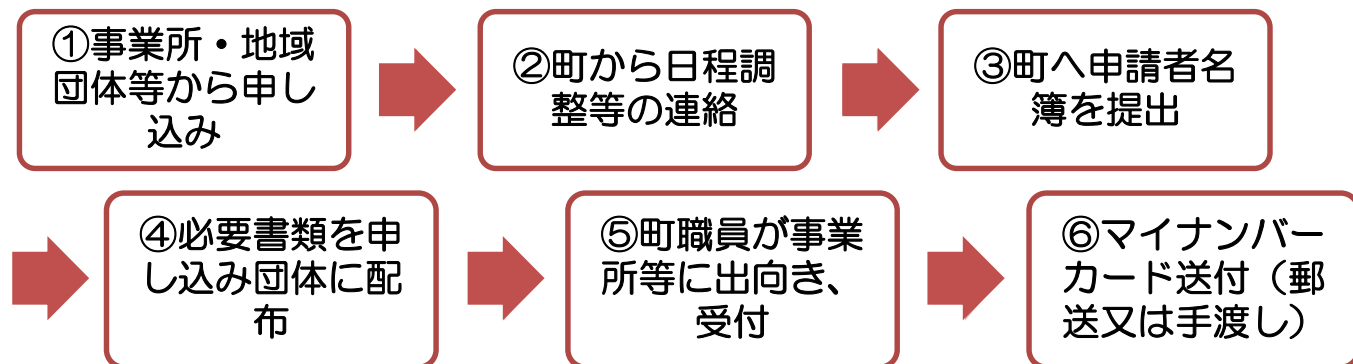 ①事業所・地域
団体等から申し
込み
②町から日程調
整等の連絡
③町へ申請者名
簿を提出
④必要書類を申
し込み団体に配
布
⑤町職員が事業
所等に出向き、
受付
⑥マイナンバー
カード送付（郵
送又は手渡し）